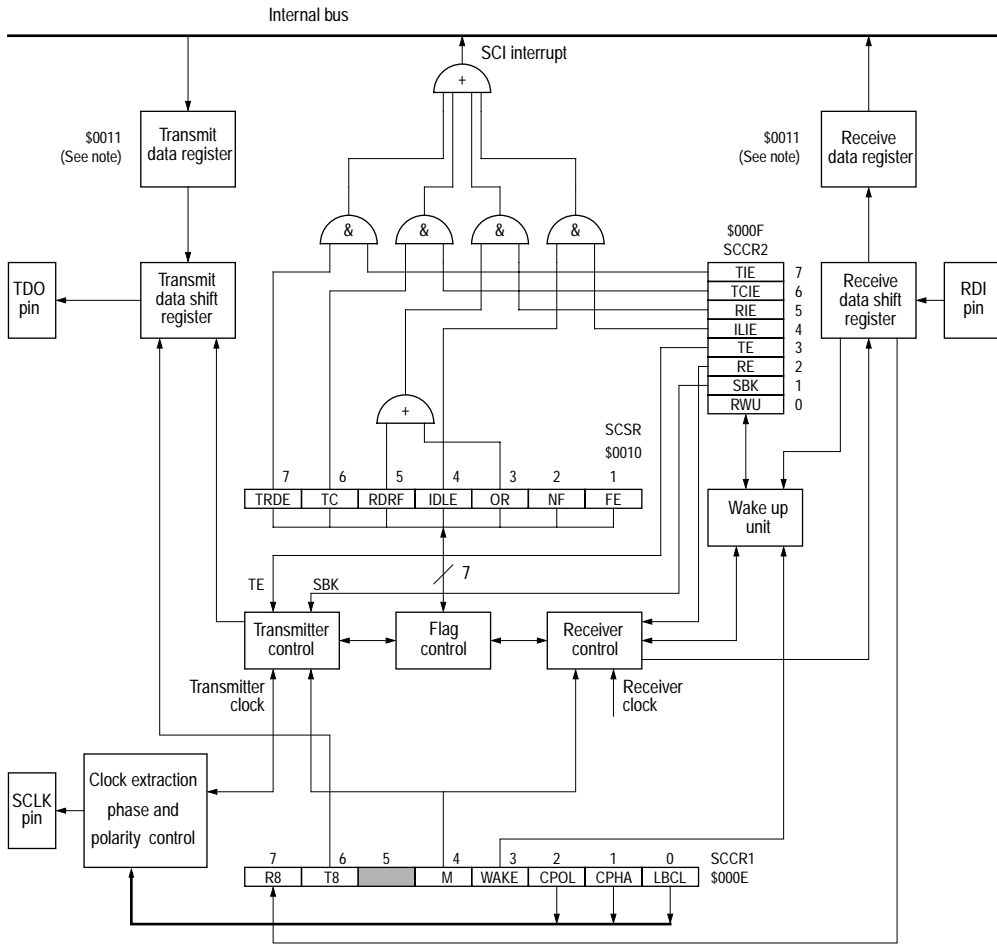 Internal bus
SCI interrupt
+
$0011
(See note)
Transmit
data register
$0011
(See note)
Receive
data register
&
&
&
&
$000F
SCCR2
TDO
pin
Transmit
data shift
register
TIE 7
TCIE 6
RIE 5
ILIE 4
TE 3
RE 2
SBK 1
RWU 0
Receive
data shift
register
RDI
pin
+
SCSR
$0010
7 6 5 4 3 2 1
TRDE TC RDRF IDLE OR NF FE
Wake up
unit
7
TE
SBK
Transmitter
control
Flag
control
Receiver
control
Transmitter
clock
Receiver
clock
SCLK
pin
Clock extraction
phase and
polarity control
7 6 5 4 3 2 1 0
SCCR1
R8 T8 M WAKE CPOL CPHA LBCL
$000E